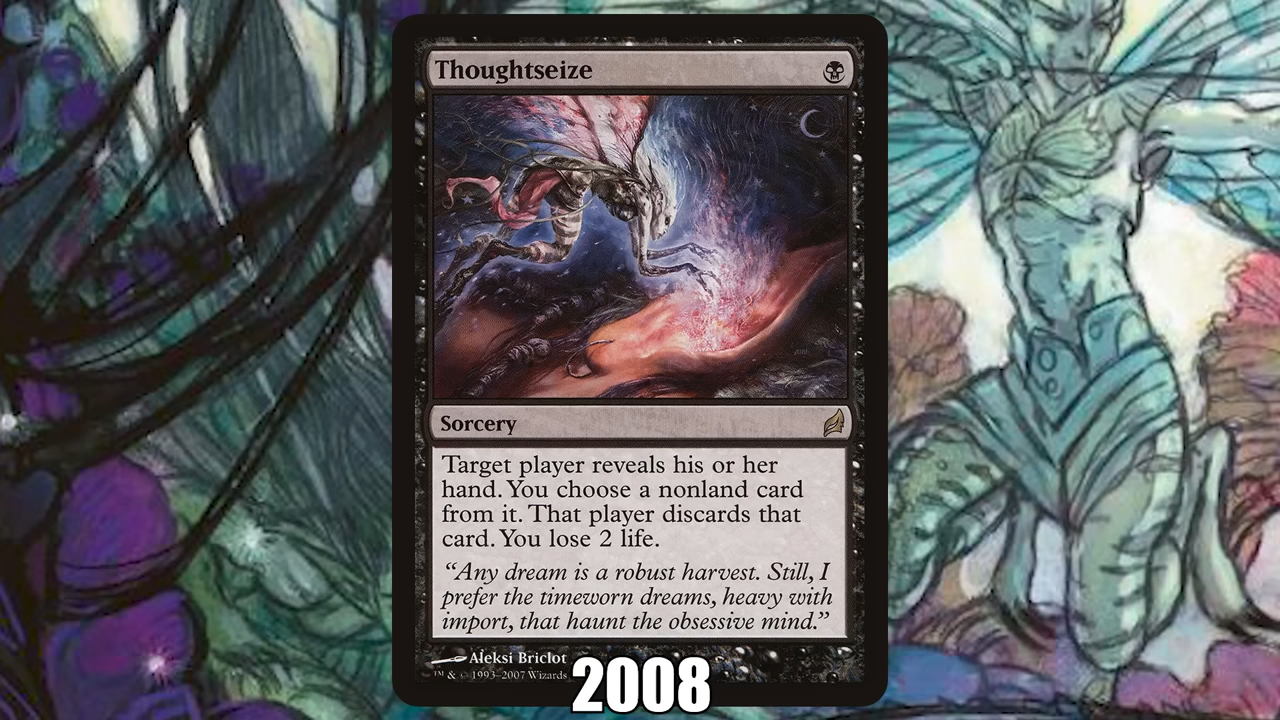 Thoughtseize
Sorcery
Target player reveals his or her
hand. You choose a nonland card
from it. That player discards that
card. You lose 2 life.
“Any dream is a robust harvest. Still, I
prefer the timeworn dreams, heavy with
import, that haunt the obsessive mind.”
Aleksi Briclot
™ & © 1993–2007 Wizards
2008